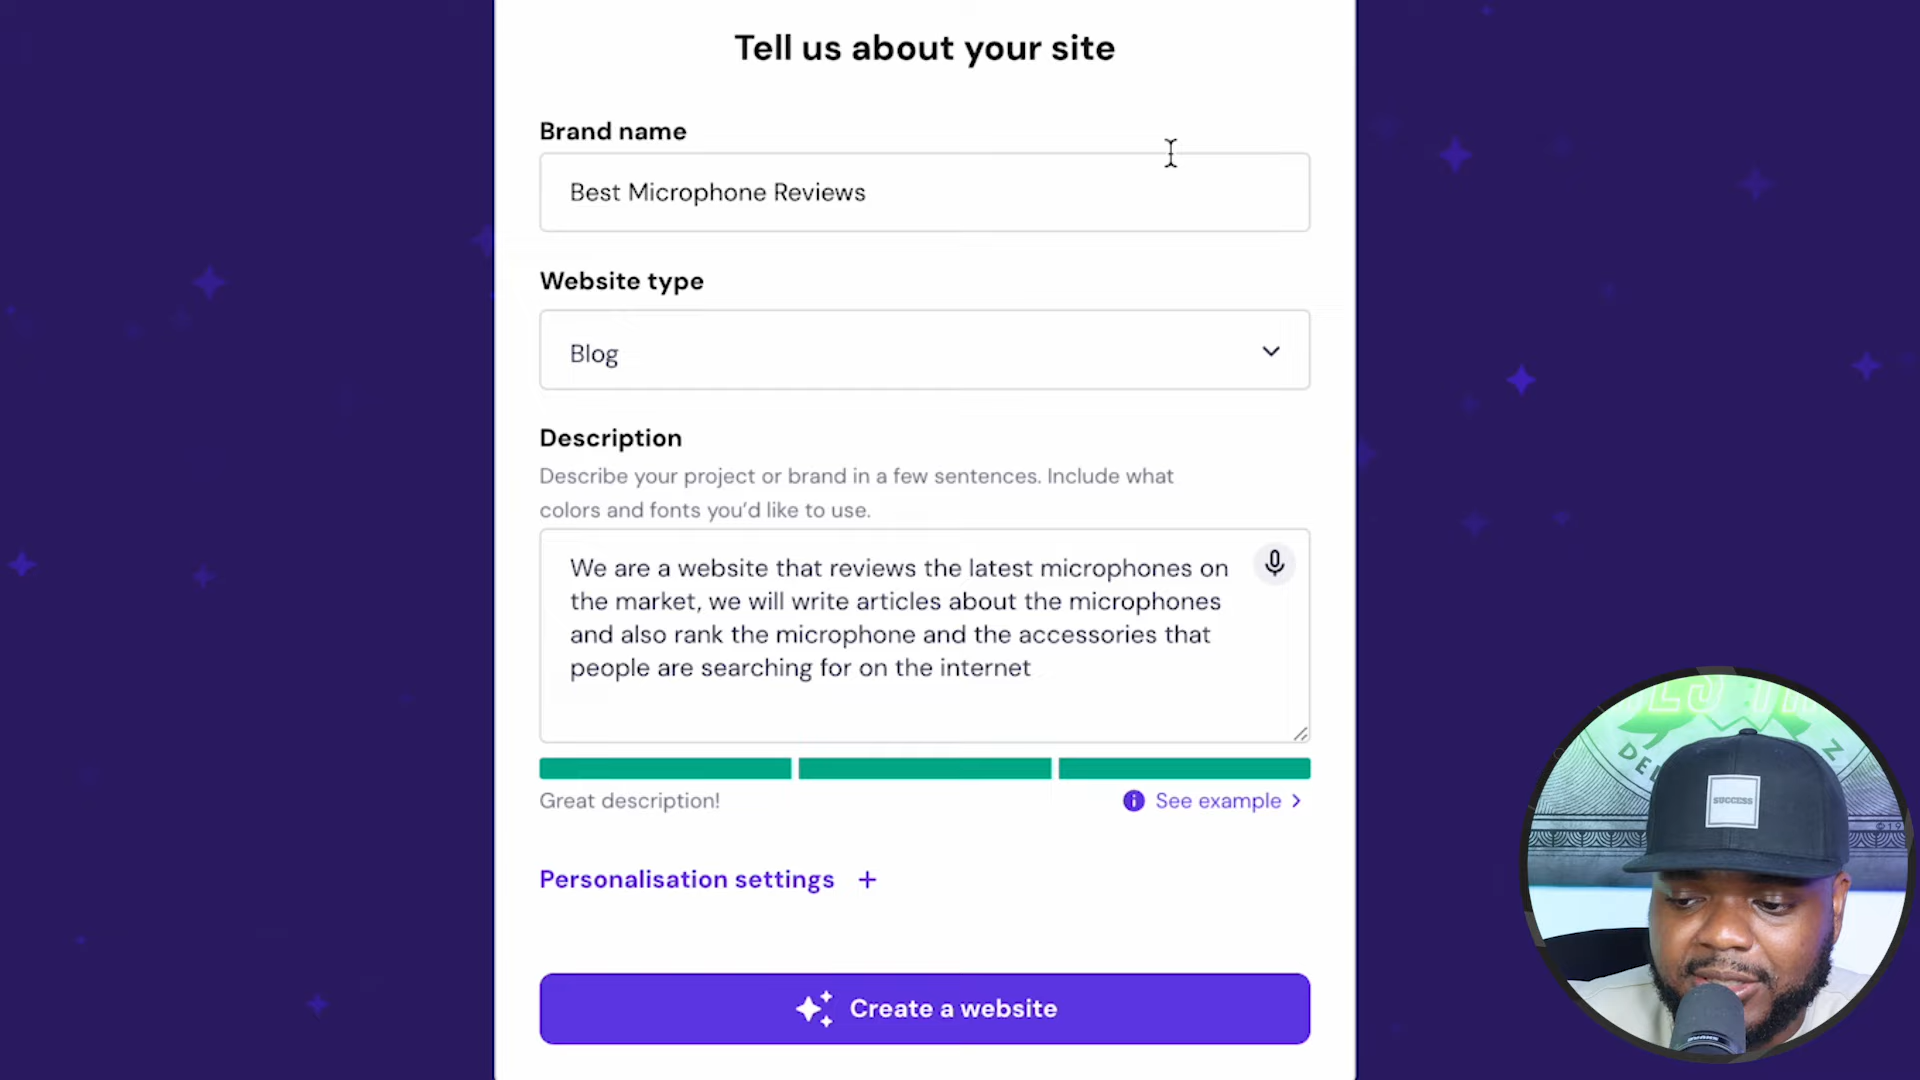 Tell us about your site
Brand name
Best Microphone Reviews
Website type
Blog
Description
Describe your project or brand in a few sentences. Include what
colors and fonts you’d like to use.
We are a website that reviews the latest microphones on
the market, we will write articles about the microphones
and also rank the microphone and the accessories that
people are searching for on the internet
Great description!
See example
Personalisation settings +
Create a website
SUCCESS